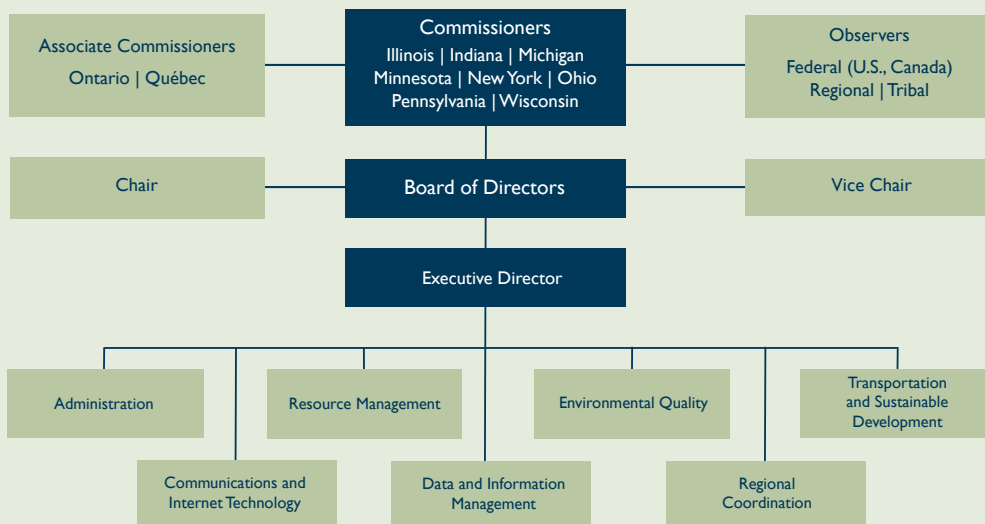 Associate Commissioners
Ontario | Québec
Commissioners
Illinois | Indiana | Michigan
Minnesota | New York | Ohio
Pennsylvania | Wisconsin
Observers
Federal (U.S., Canada)
Regional | Tribal
Chair
Board of Directors
Vice Chair
Executive Director
Administration
Resource Management
Environmental Quality
Transportation
and Sustainable
Development
Communications and
Internet Technology
Data and Information
Management
Regional
Coordination